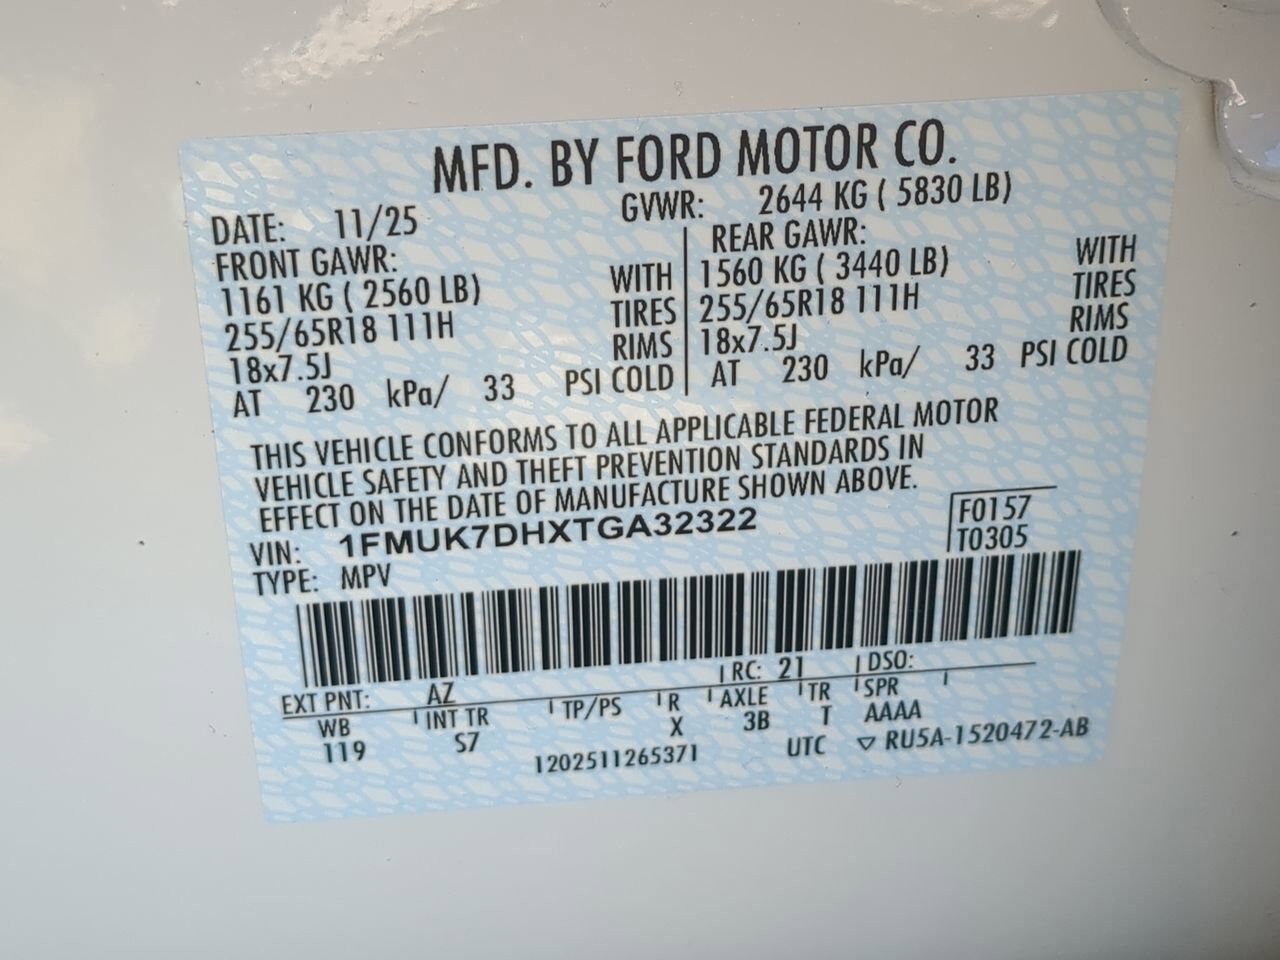 MFD. BY FORD MOTOR CO.
DATE: 11/25 GVWR: 2644 KG ( 5830 LB)
FRONT GAWR: REAR GAWR:
1161 KG ( 2560 LB) WITH 1560 KG ( 3440 LB) WITH
255/65R18 111H TIRES 255/65R18 111H TIRES
18x7.5J RIMS 18x7.5J RIMS
AT 230 kPa/ 33 PSI COLD AT 230 kPa/ 33 PSI COLD
THIS VEHICLE CONFORMS TO ALL APPLICABLE FEDERAL MOTOR
VEHICLE SAFETY AND THEFT PREVENTION STANDARDS IN
EFFECT ON THE DATE OF MANUFACTURE SHOWN ABOVE.
VIN: 1FMUK7DHXTGA32322 F0157
TYPE: MPV T0305
EXT PNT: AZ RC: 21 DSO:
WB INT TR TP/PS R AXLE TR SPR
119 S7 X 3B T AAAA
1202511265371 UTC ▽ RU5A-1520472-AB